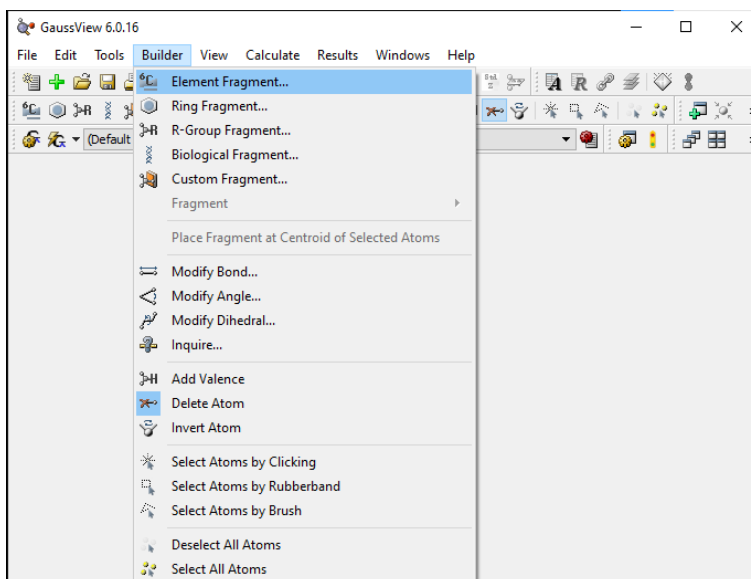 GaussView 6.0.16
File Edit Tools Builder View Calculate Results Windows Help
Element Fragment...
Ring Fragment...
(Default
R-Group Fragment...
Biological Fragment...
Custom Fragment...
Fragment
Place Fragment at Centroid of Selected Atoms
Modify Bond...
Modify Angle...
Modify Dihedral...
Inquire...
Add Valence
Delete Atom
Invert Atom
Select Atoms by Clicking
Select Atoms by Rubberband
Select Atoms by Brush
Deselect All Atoms
Select All Atoms